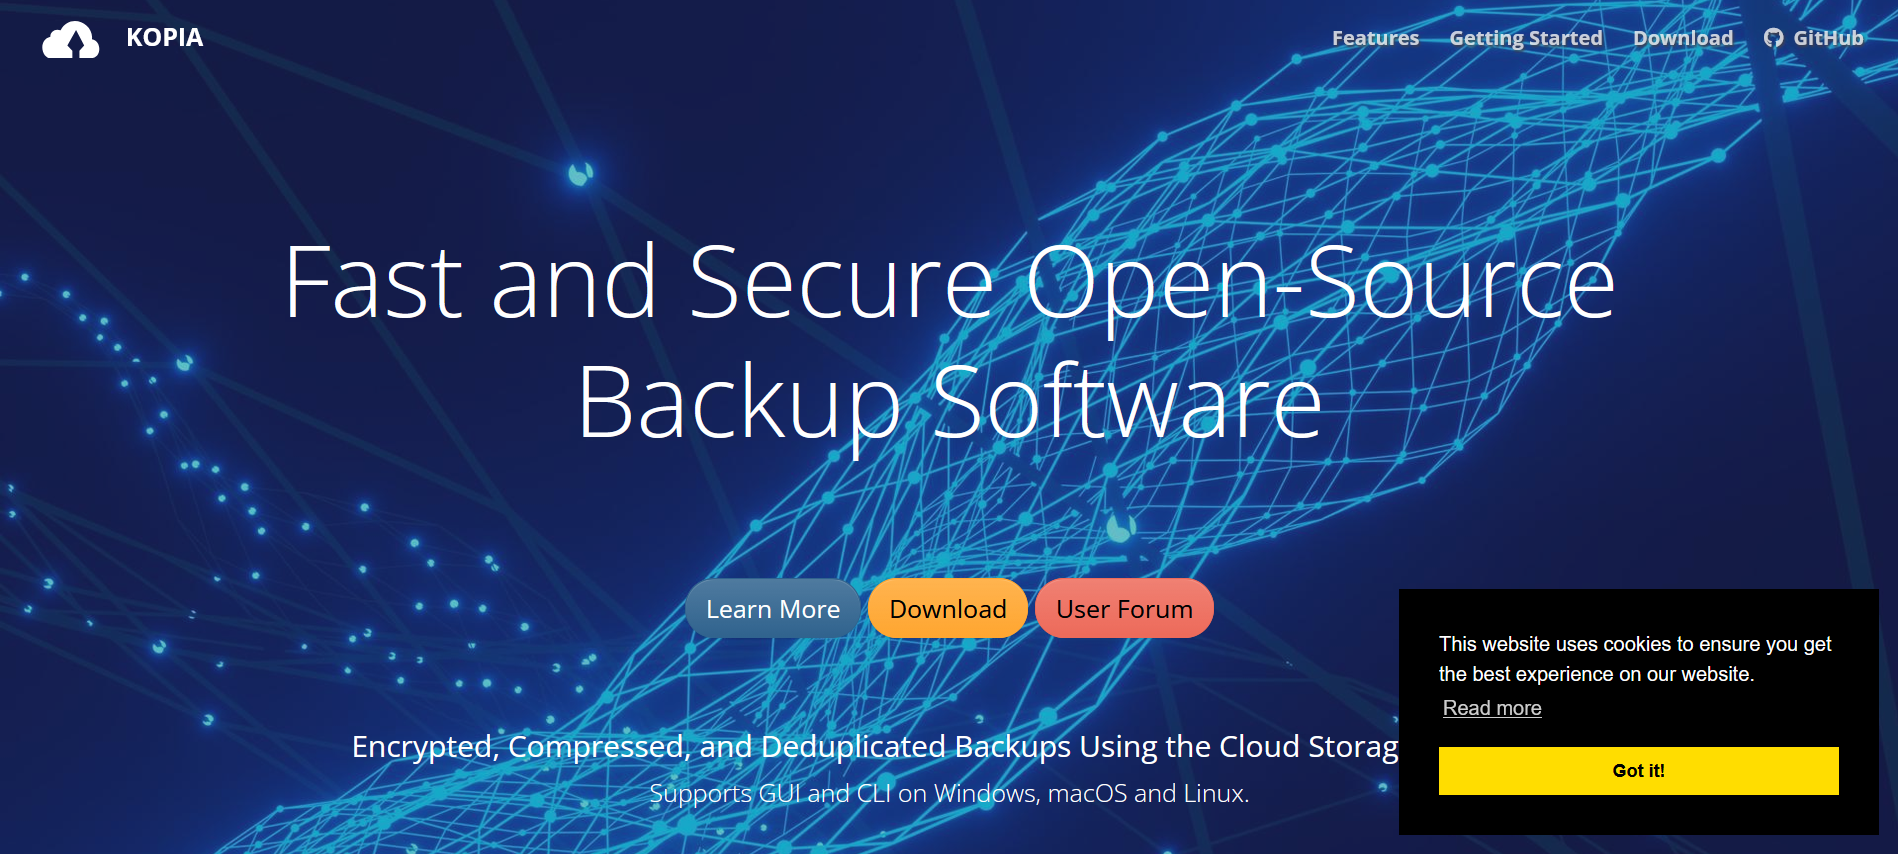 KOPIA
Features
Getting Started
Download
GitHub
Fast and Secure Open-Source
Backup Software
Learn More
Download
User Forum
Encrypted, Compressed, and Deduplicated Backups Using the Cloud
Supports GUI and CLI on Windows, macOS and Linux.
This website uses cookies to ensure you get
the best experience on our website.
Read more
Got it!